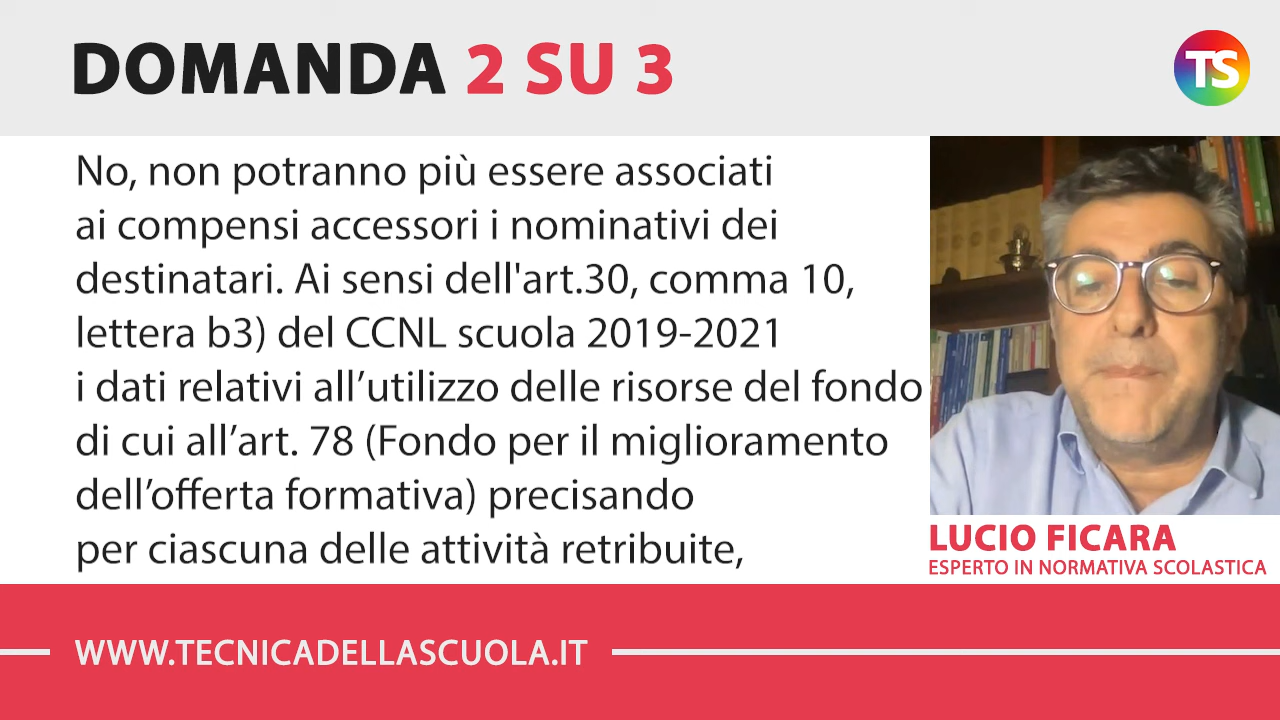 DOMANDA 2 SU 3
TS
No, non potranno più essere associati
ai compensi accessori i nominativi dei
destinatari. Ai sensi dell'art.30, comma 10,
lettera b3) del CCNL scuola 2019-2021
i dati relativi all’utilizzo delle risorse del fondo
di cui all’art. 78 (Fondo per il miglioramento
dell’offerta formativa) precisando
per ciascuna delle attività retribuite,
LUCIO FICARA
ESPERTO IN NORMATIVA SCOLASTICA
WWW.TECNICADELLASCUOLA.IT